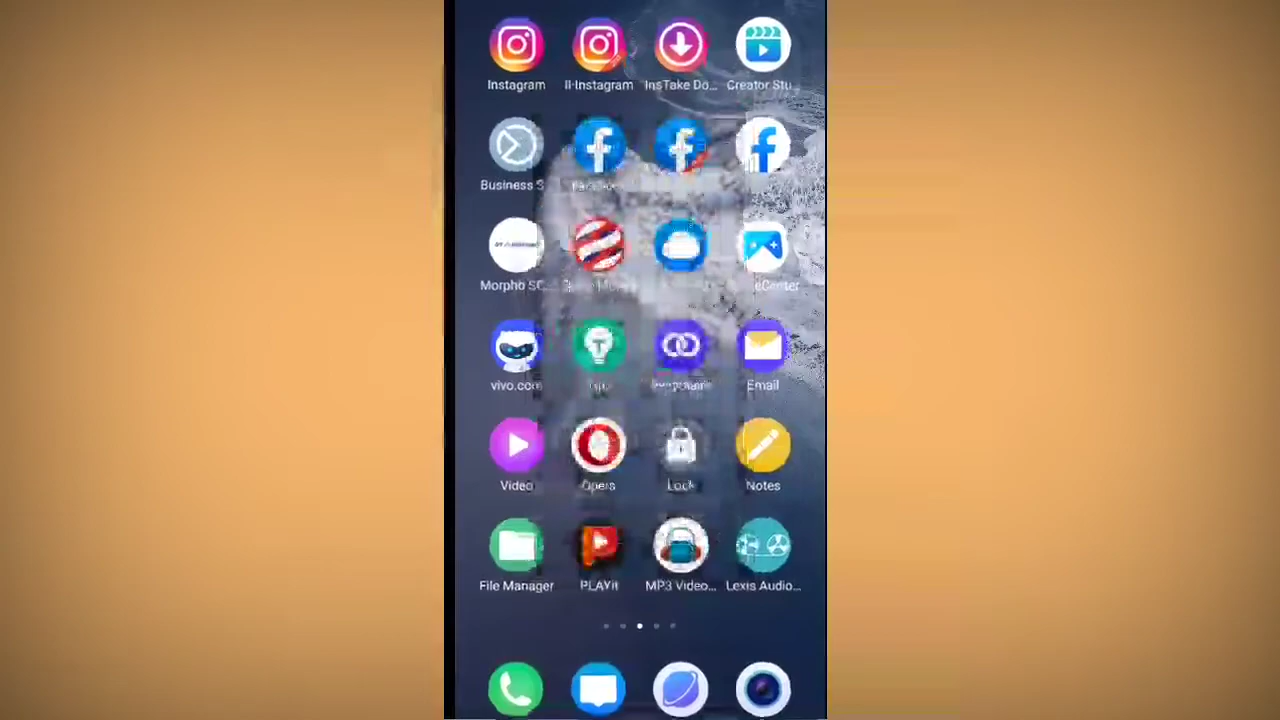 Instagram II-Instagram InsTake Do... Creator Stu...
Business S
Morpho SC...
vivo.com Email
Video Opera Lock Notes
File Manager PLAYit MP3 Video... Lexis Audio...